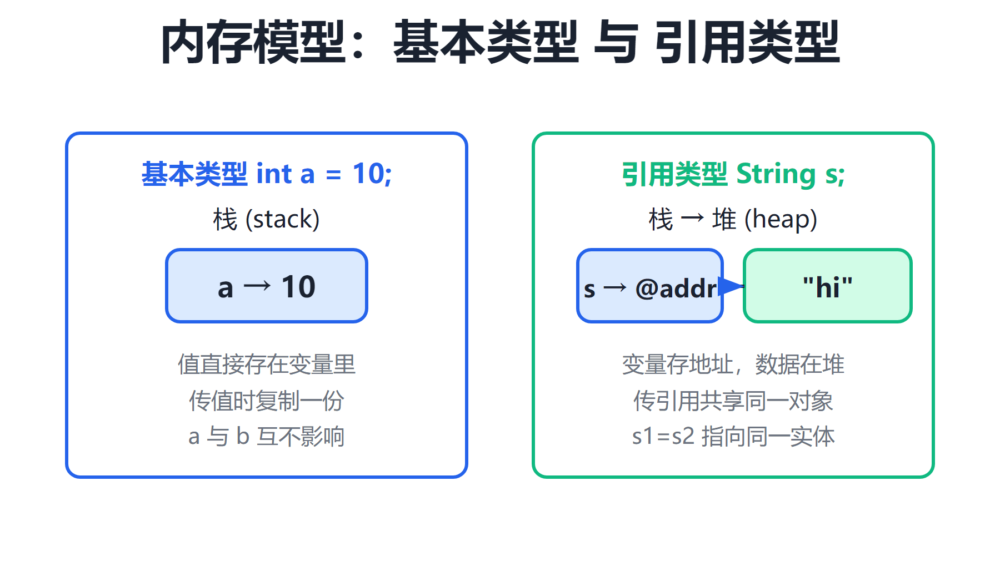 内存模型：基本类型 与 引用类型
基本类型 int a = 10;
栈 (stack)
a → 10
值直接存在变量里
传值时复制一份
a 与 b 互不影响
引用类型 String s;
栈 → 堆 (heap)
s → @addr
"hi"
变量存地址，数据在堆
传引用共享同一对象
s1=s2 指向同一实体